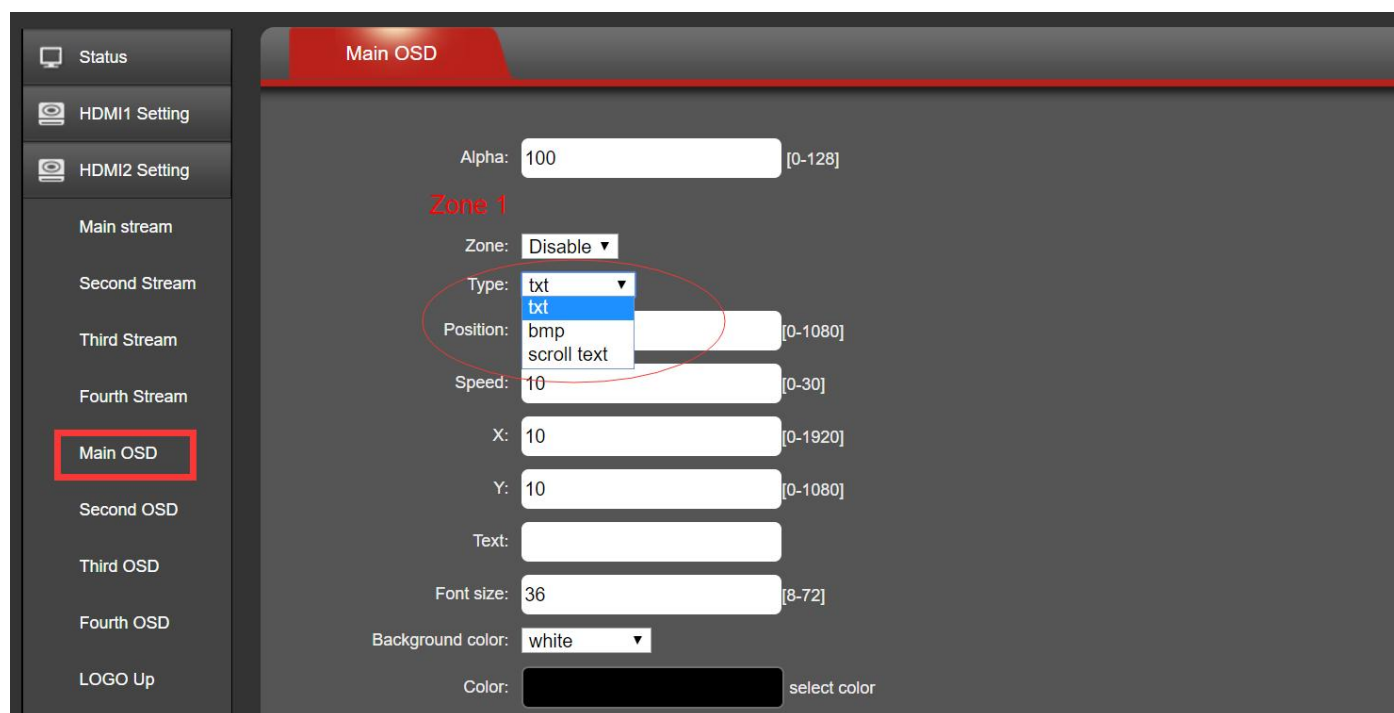 Status
HDMI1 Setting
HDMI2 Setting
Main stream
Second Stream
Third Stream
Fourth Stream
Main OSD
Second OSD
Third OSD
Fourth OSD
LOGO Up
Main OSD
Alpha: 100 [0-128]
Zone 1
Zone: Disable ▼
Type: txt ▼
txt
bmp
scroll text
Position: [0-1080]
Speed: 10 [0-30]
X: 10 [0-1920]
Y: 10 [0-1080]
Text:
Font size: 36 [8-72]
Background color: white ▼
Color: select color